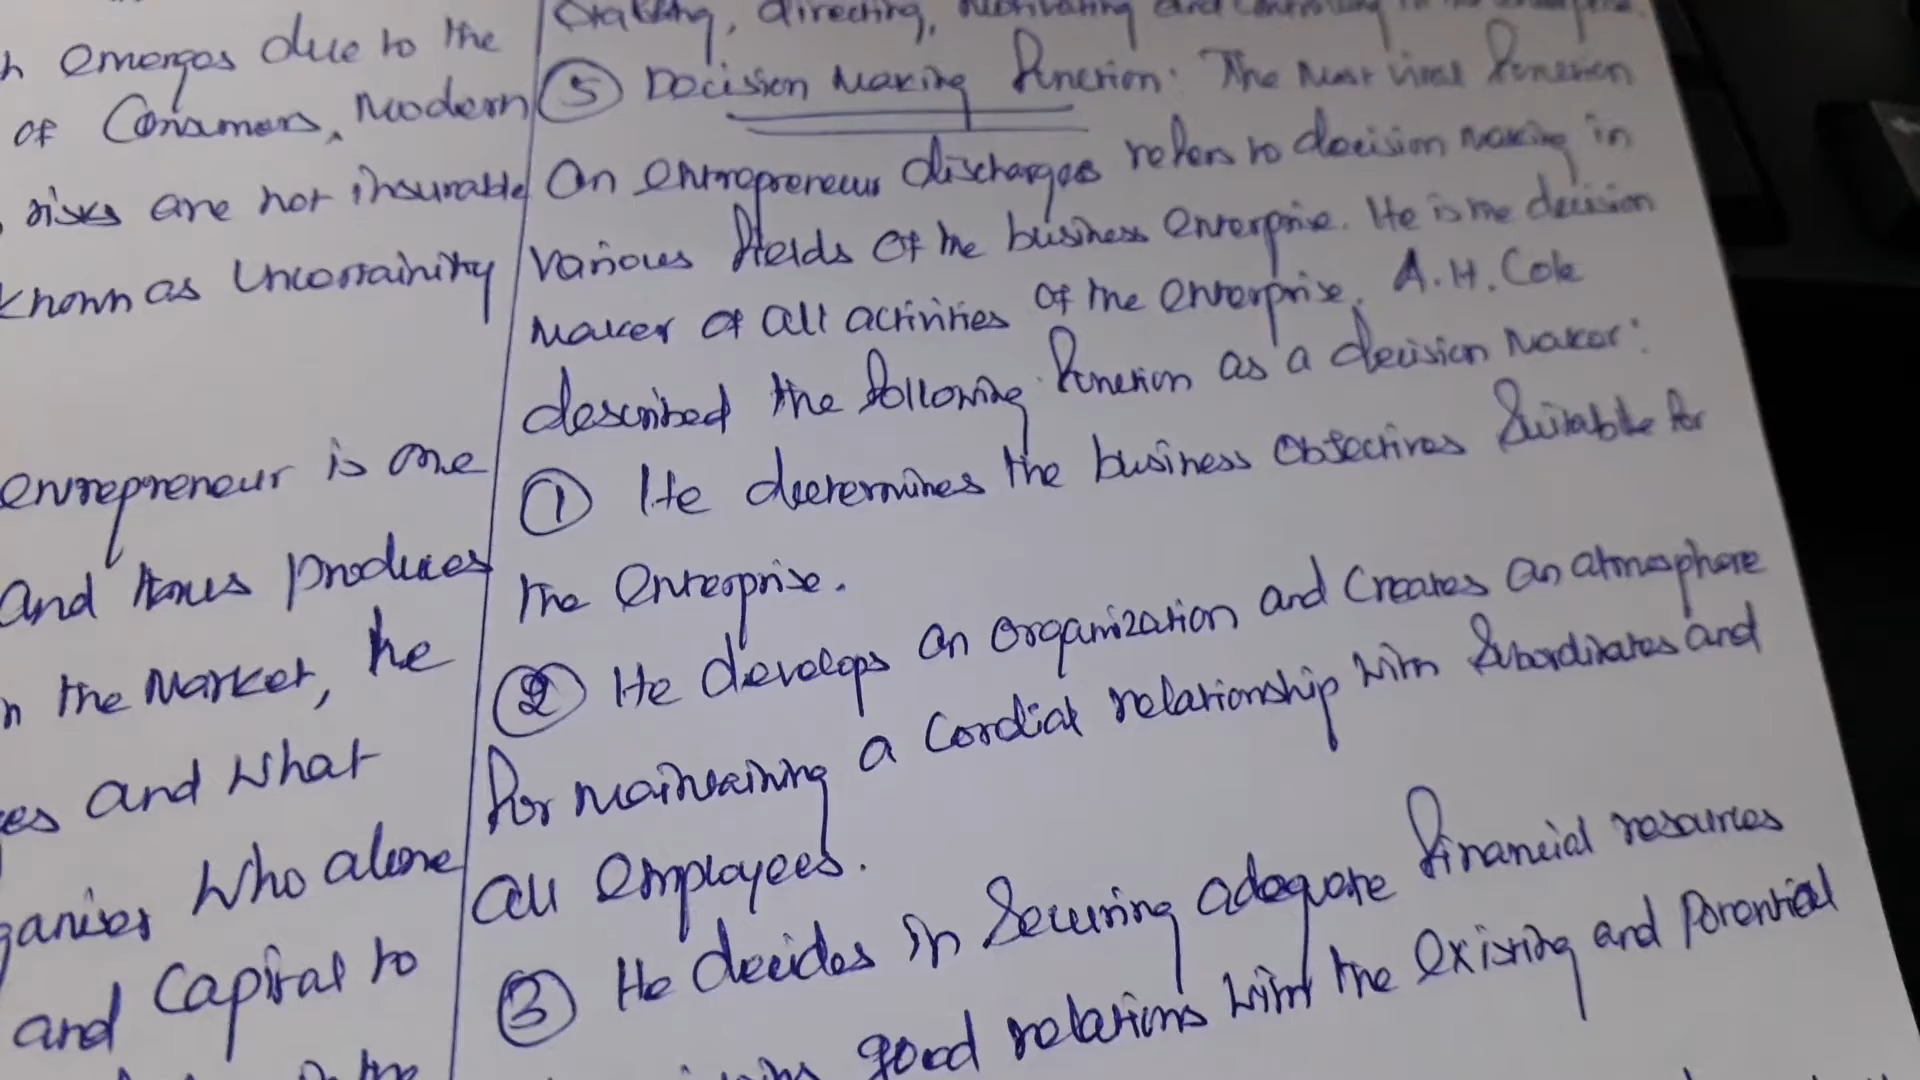 h emerges due to the
of Consumers, Modern
risks are not insurable
known as Uncertainity
entrepreneur is one
and thus produces
n the Market, he
es and what
ganiser who alone
and Capital to
the
Staffing, directing, motivating and controlling in the enterprise.
5 Decision Making function: The most vital function
an entrepreneur discharges refers to decision making in
various fields of the business enterprise. He is the decision
maker of all activities of the enterprise. A.H. Cole
described the following function as a decision maker:
1 He determines the business objectives suitable for
the enterprise.
2 He develops an organization and creates an atmosphere
for maintaining a cordial relationship with subordinates and
all employees.
3 He decides in securing adequate financial resources
good relations with the existing and potential